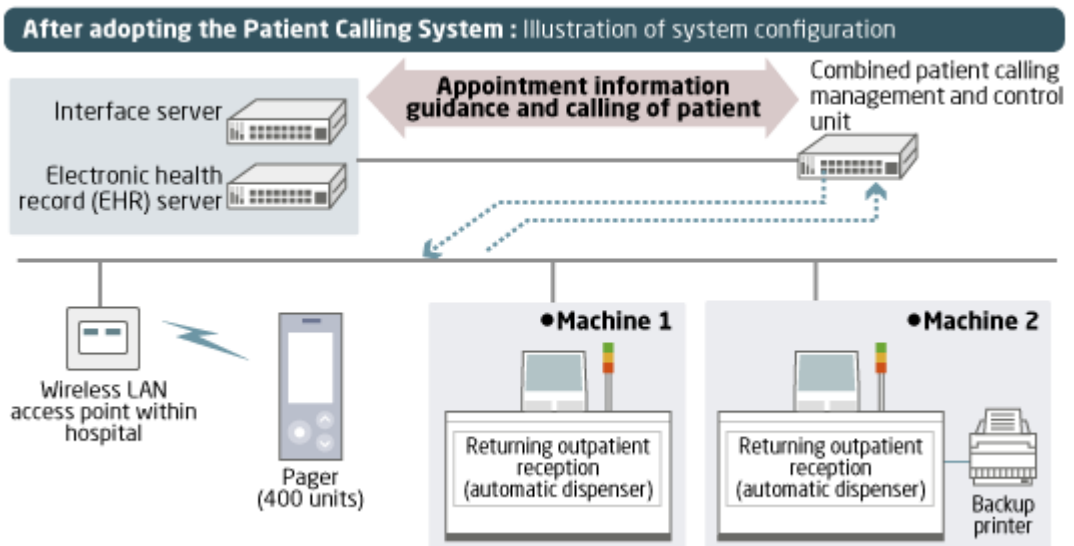 After adopting the Patient Calling System : Illustration of system configuration
Interface server
Electronic health
record (EHR) server
Appointment information
guidance and calling of patient
Combined patient calling
management and control
unit
Wireless LAN
access point within
hospital
Pager
(400 units)
●Machine 1
Returning outpatient
reception
(automatic dispenser)
●Machine 2
Returning outpatient
reception
(automatic dispenser)
Backup
printer